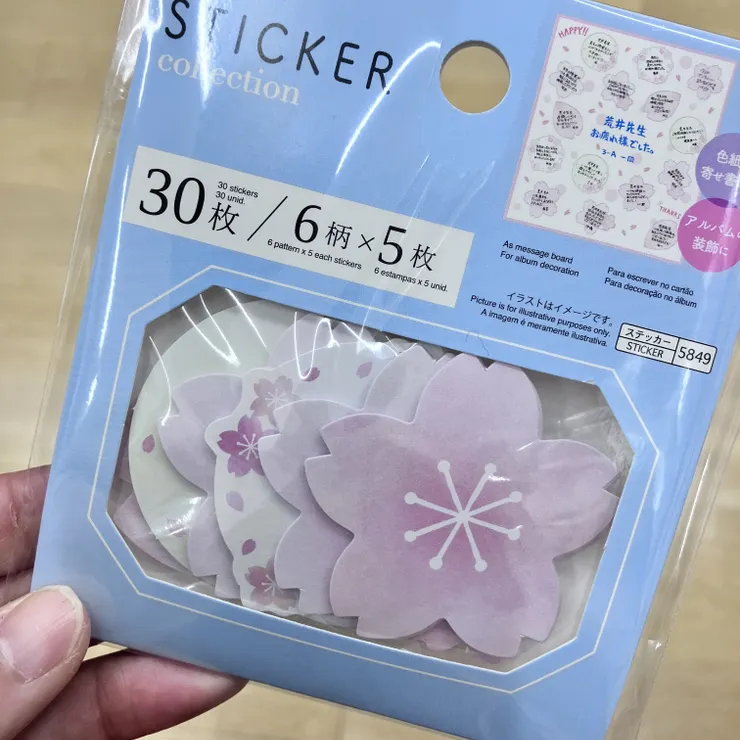 STICKER
collection
30枚/6柄×5枚
30 stickers
30 unid.
6 pattern x 5 each stickers
6 estampas x 5 unid.
HAPPY!!
荒井先生
お疲れ様でした。
3-A 一同
THANKS
色紙
寄せ書
アルバムの
装飾に
As message board
For album decoration
Para escrever no cartão
Para decoração no álbum
イラストはイメージです。
Picture is for illustrative purposes only.
A imagem é meramente ilustrativa.
ステッカー
STICKER
5849